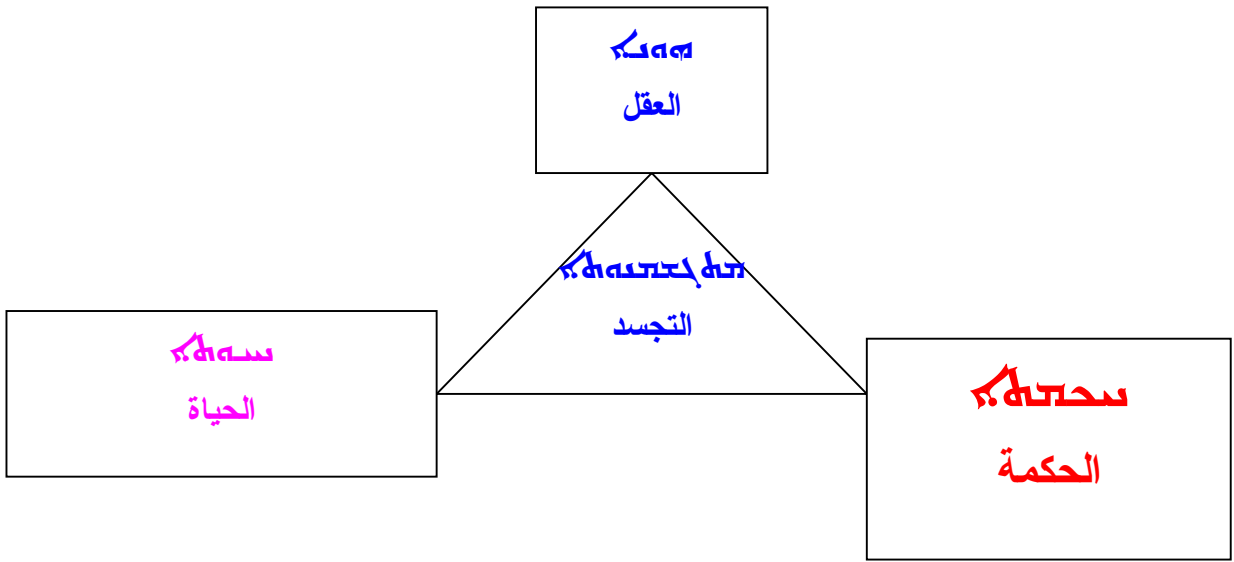 ܗܘܢܐ
العقل
ܡܬܓܫܡܢܘܬܐ
التجسد
ܚܟܡܬܐ
الحكمة
ܚܝܘܬܐ
الحياة